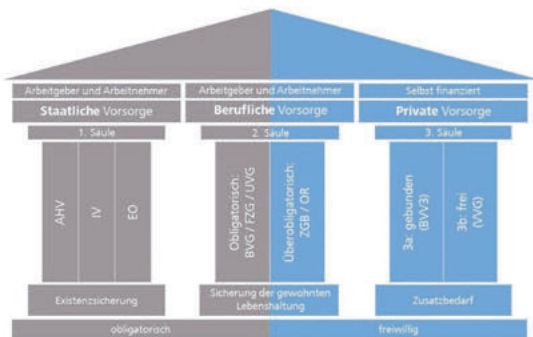 Arbeitgeber und Arbeitnehmer
Staatliche Vorsorge
1. Säule
AHV
IV
EO
Existenzsicherung
Arbeitgeber und Arbeitnehmer
Berufliche Vorsorge
2. Säule
Obligatorisch:
BVG / FZG / UVG
Überobligatorisch:
ZGB / OR
Sicherung der gewohnten
Lebenshaltung
Selbst finanziert
Private Vorsorge
3. Säule
3a: gebunden
(BVV3)
3b: frei
(VVG)
Zusatzbedarf
obligatorisch
freiwillig